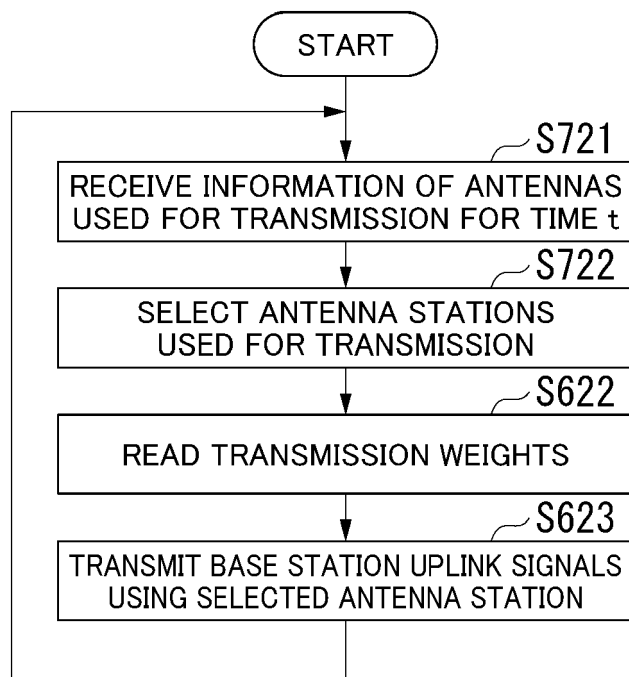 START
S721
RECEIVE INFORMATION OF ANTENNAS
USED FOR TRANSMISSION FOR TIME t
S722
SELECT ANTENNA STATIONS
USED FOR TRANSMISSION
S622
READ TRANSMISSION WEIGHTS
S623
TRANSMIT BASE STATION UPLINK SIGNALS
USING SELECTED ANTENNA STATION